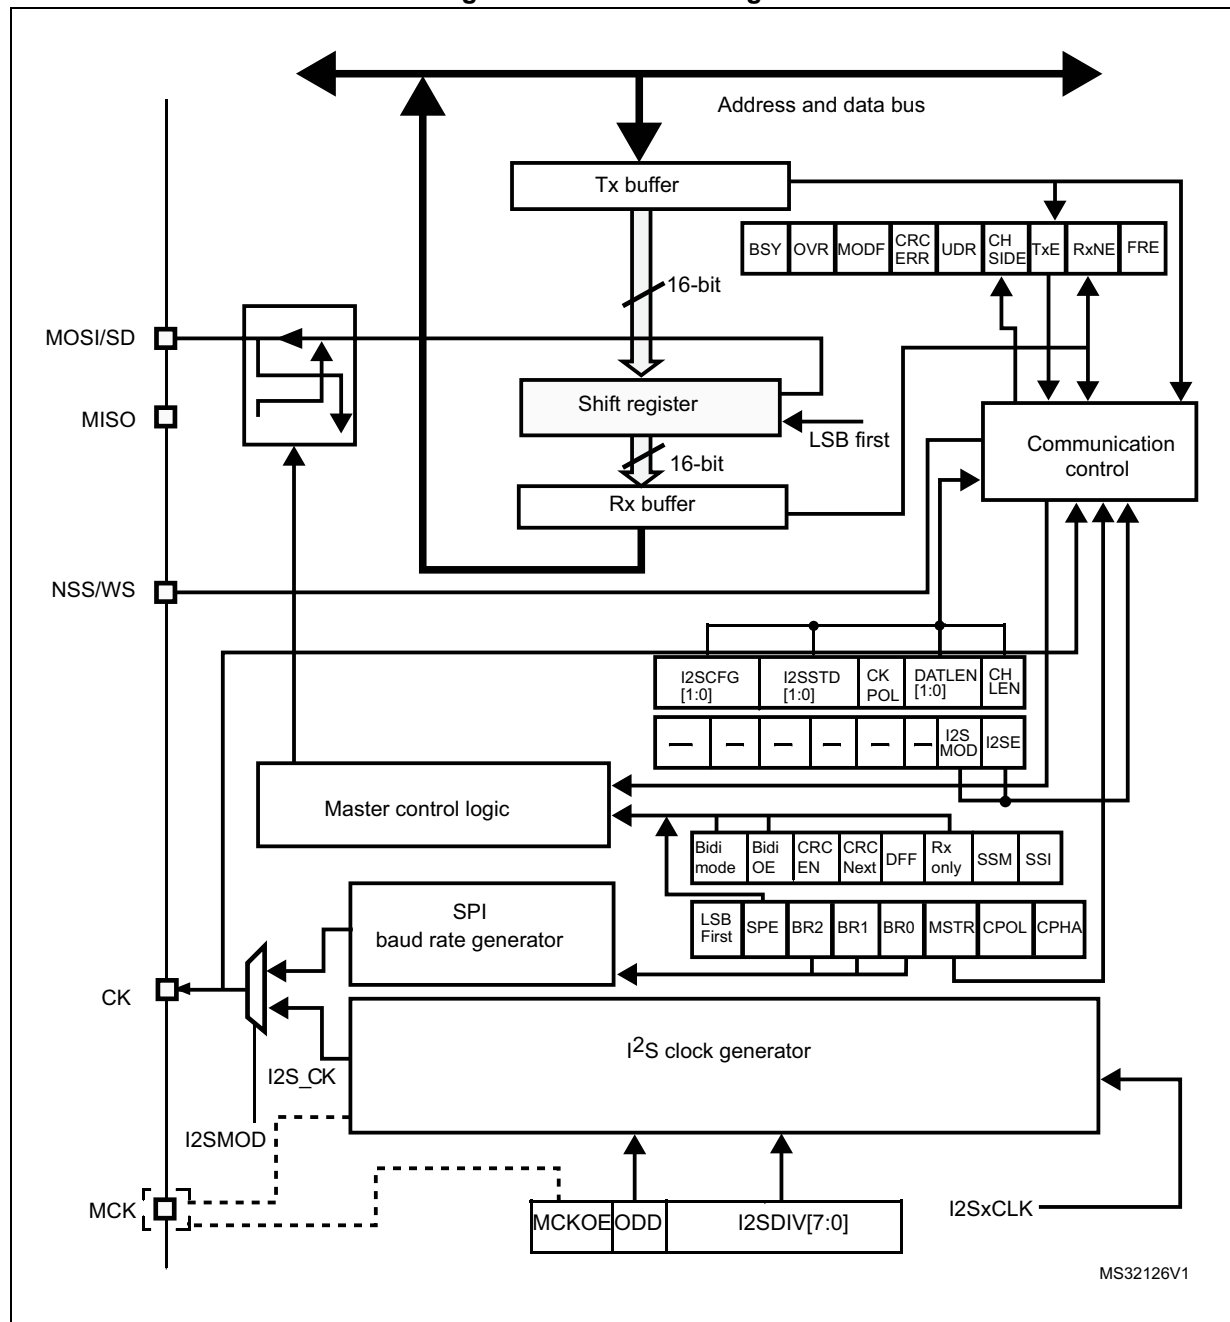 Address and data bus
Tx buffer
BSY OVR MODF CRC ERR UDR CH SIDE TxE RxNE FRE
16-bit
MOSI/SD
Shift register
MISO
LSB first
Communication
control
16-bit
Rx buffer
NSS/WS
I2SCFG [1:0] I2SSTD [1:0] CK POL DATLEN [1:0] CH LEN
— — — — — — I2S MOD I2SE
Master control logic
Bidi mode Bidi OE CRC EN CRC Next DFF Rx only SSM SSI
SPI
baud rate generator
LSB First SPE BR2 BR1 BR0 MSTR CPOL CPHA
CK
I2S clock generator
I2S_CK
I2SMOD
MCK
MCKOE ODD I2SDIV[7:0]
I2SxCLK
MS32126V1